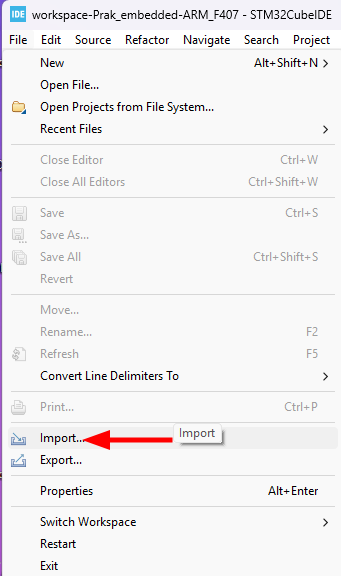 IDE workspace-Prak_embedded-ARM_F407 - STM32CubeIDE
File Edit Source Refactor Navigate Search Project
New Alt+Shift+N >
Open File...
Open Projects from File System...
Recent Files >
Close Editor Ctrl+W
Close All Editors Ctrl+Shift+W
Save Ctrl+S
Save As...
Save All Ctrl+Shift+S
Revert
Move...
Rename... F2
Refresh F5
Convert Line Delimiters To >
Print... Ctrl+P
Import... Import
Export...
Properties Alt+Enter
Switch Workspace >
Restart
Exit